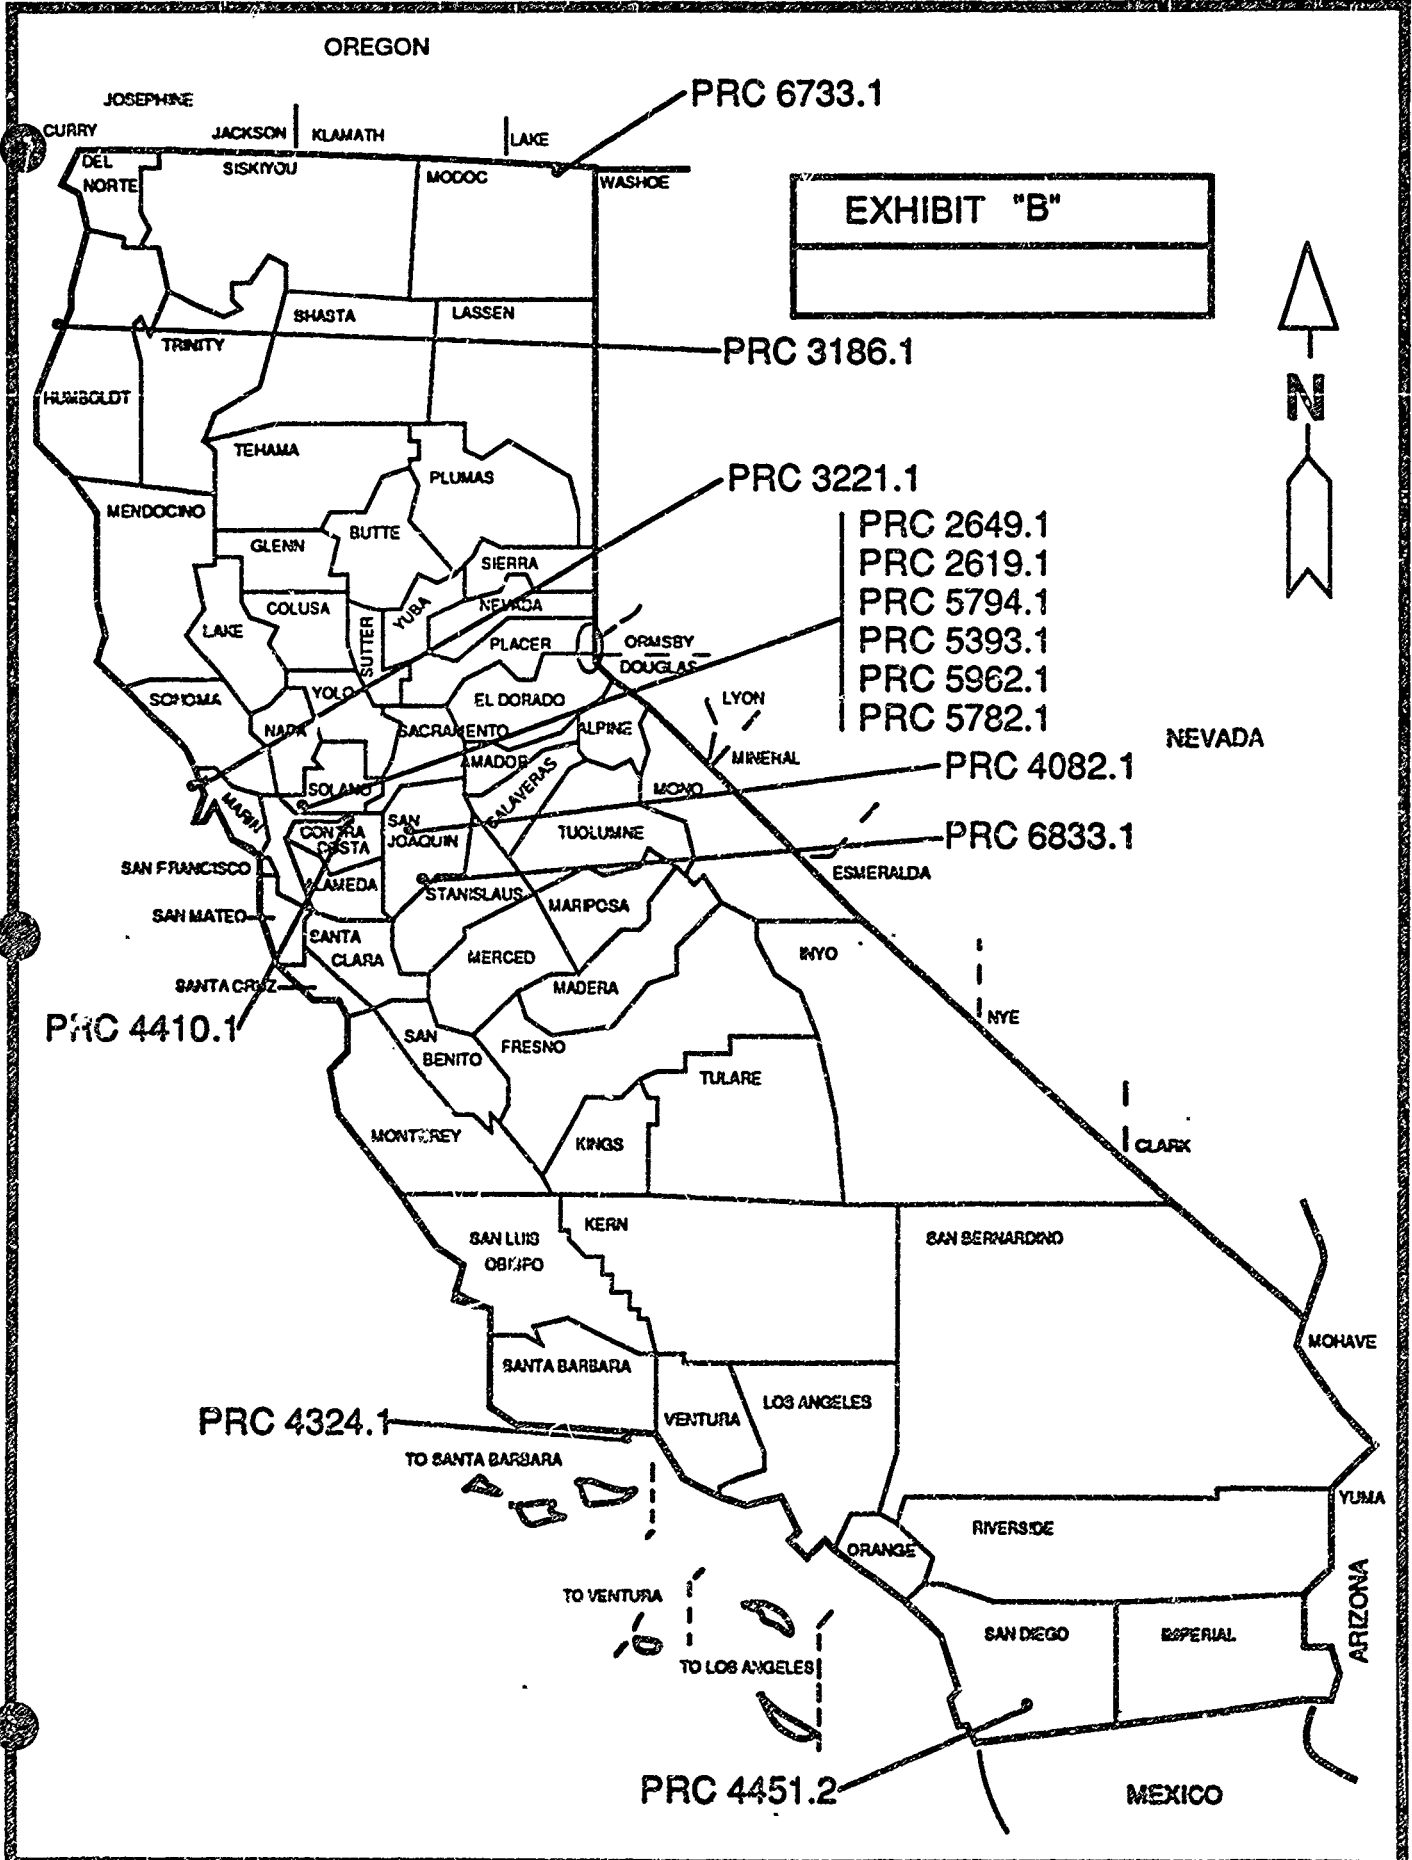 OREGON
PRC 6733.1
JOSEPHINE
CURRY
JACKSON
KLAMATH
LAKE
DEL
NORTE
SISKIYOU
MODOC
WASHOE
EXHIBIT "B"
SHASTA
LASSEN
TRINITY
PRC 3186.1
N
HUMBOLDT
TEHAMA
PLUMAS
PRC 3221.1
MENDOCINO
BUTTE
GLENN
PRC 2649.1
PRC 2619.1
PRC 5794.1
PRC 5393.1
PRC 5962.1
PRC 5782.1
SIERRA
COLUSA
YUBA
NEVADA
LAKE
SUTTER
PLACER
ORMSBY
DOUGLAS
SONOMA
YOLO
EL DORADO
LYON
NAPA
SACRAMENTO
ALPINE
NEVADA
AMADOR
MINERAL
PRC 4082.1
SOLANO
CALAVERAS
MONO
MARIN
CONTRA
COSTA
SAN
JOAQUIN
TUOLUMNE
PRC 6833.1
SAN FRANCISCO
ALAMEDA
STANISLAUS
ESMERALDA
SAN MATEO
MARIPOSA
SANTA
CLARA
MERCED
INYO
SANTA CRUZ
MADERA
PRC 4410.1
NYE
SAN
BENITO
FRESNO
TULARE
MONTEREY
KINGS
CLARK
KERN
SAN LUIS
OBISPO
SAN BERNARDINO
MOHAVE
SANTA BARBARA
LOS ANGELES
VENTURA
PRC 4324.1
TO SANTA BARBARA
YUMA
RIVERSIDE
ORANGE
TO VENTURA
ARIZONA
SAN DIEGO
IMPERIAL
TO LOS ANGELES
PRC 4451.2
MEXICO